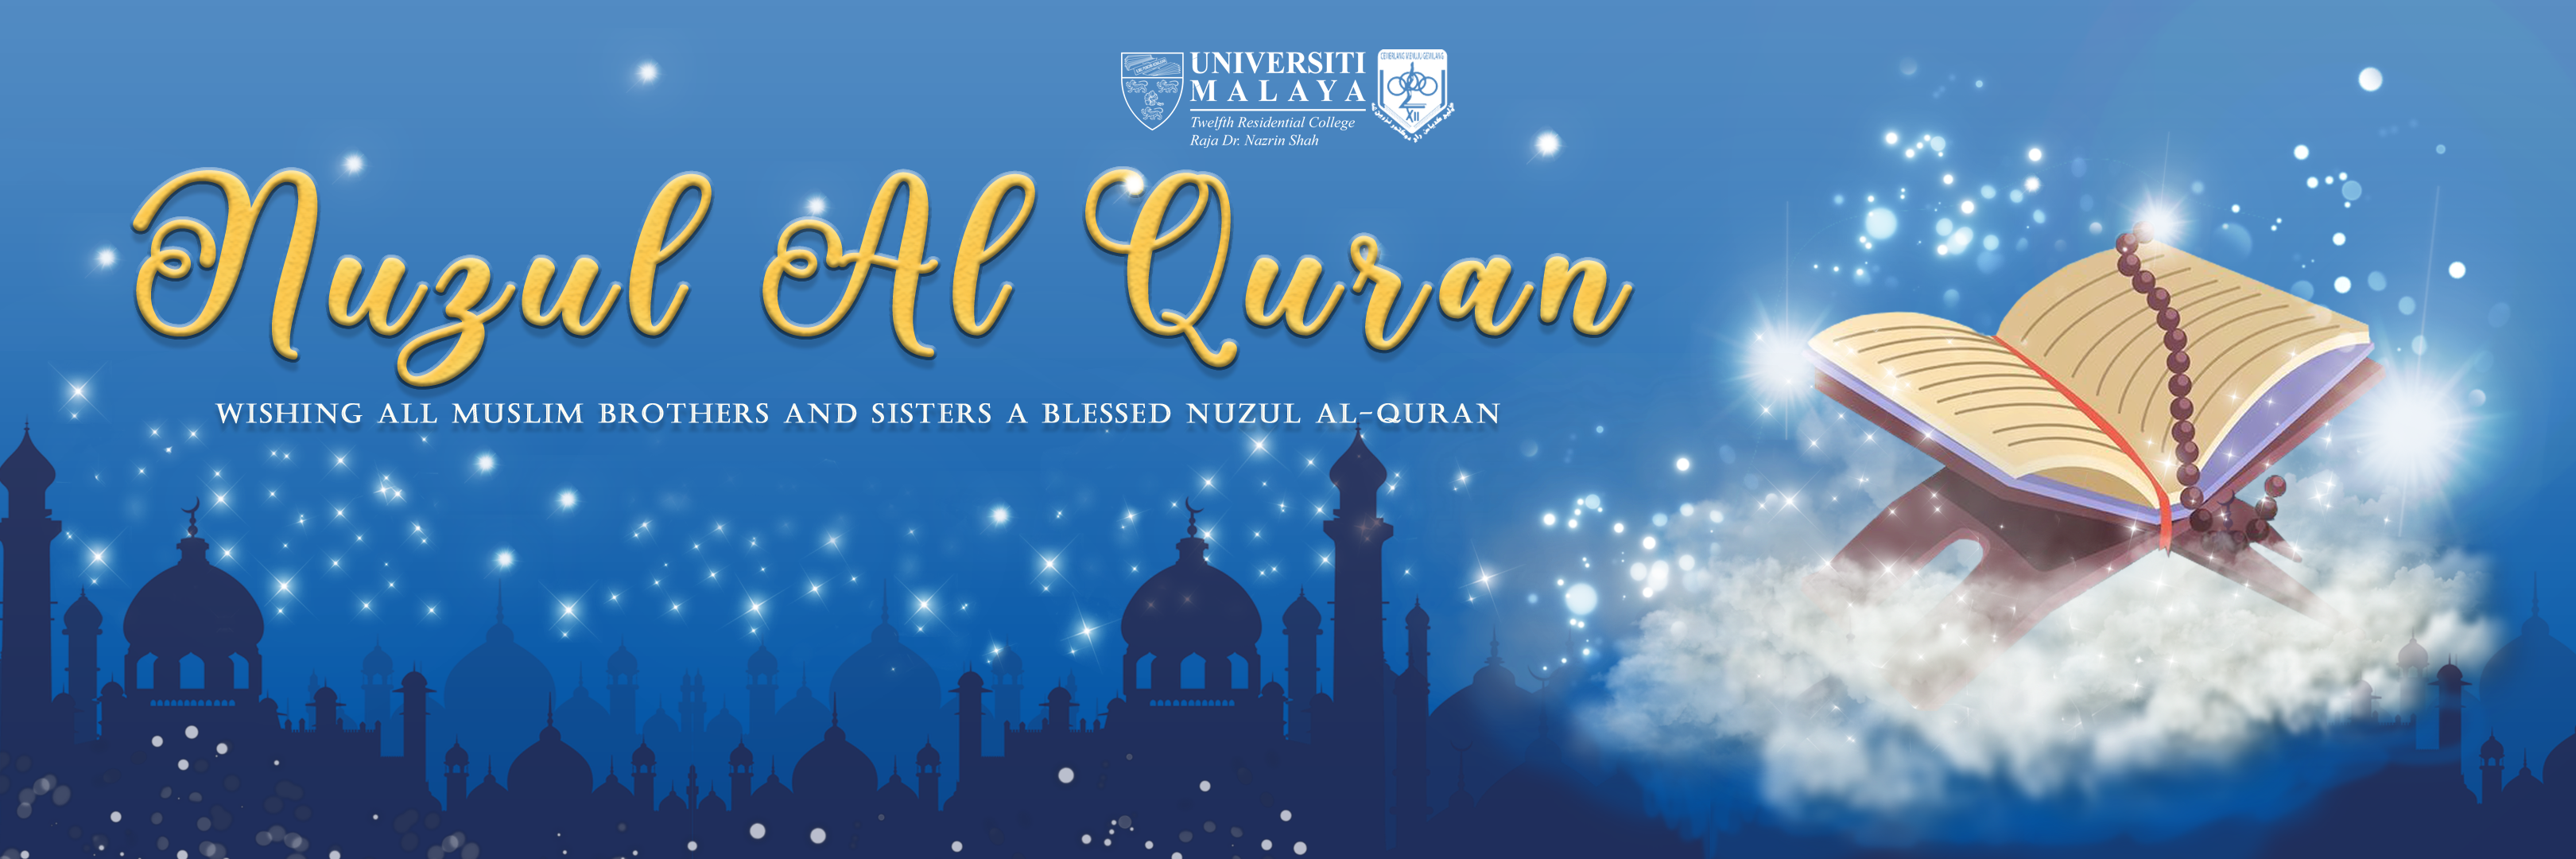 UNIVERSITI
MALAYA
Twelfth Residential College
Raja Dr. Nazrin Shah
XII
Nuzul Al Quran
WISHING ALL MUSLIM BROTHERS AND SISTERS A BLESSED NUZUL AL-QURAN